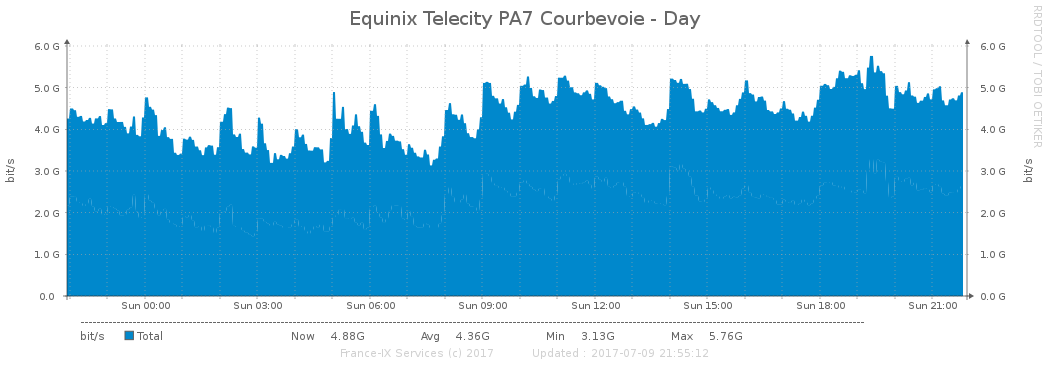 Equinix Telecity PA7 Courbevoie - Day
RRDTOOL / TOBI OETIKER
6.0 G 6.0 G
5.0 G 5.0 G
4.0 G 4.0 G
3.0 G 3.0 G
2.0 G 2.0 G
1.0 G 1.0 G
0.0 0.0 G
bit/s bit/s
Sun 00:00 Sun 03:00 Sun 06:00 Sun 09:00 Sun 12:00 Sun 15:00 Sun 18:00 Sun 21:00
bit/s Total Now 4.88G Avg 4.36G Min 3.13G Max 5.76G
France-IX Services (c) 2017 Updated : 2017-07-09 21:55:12